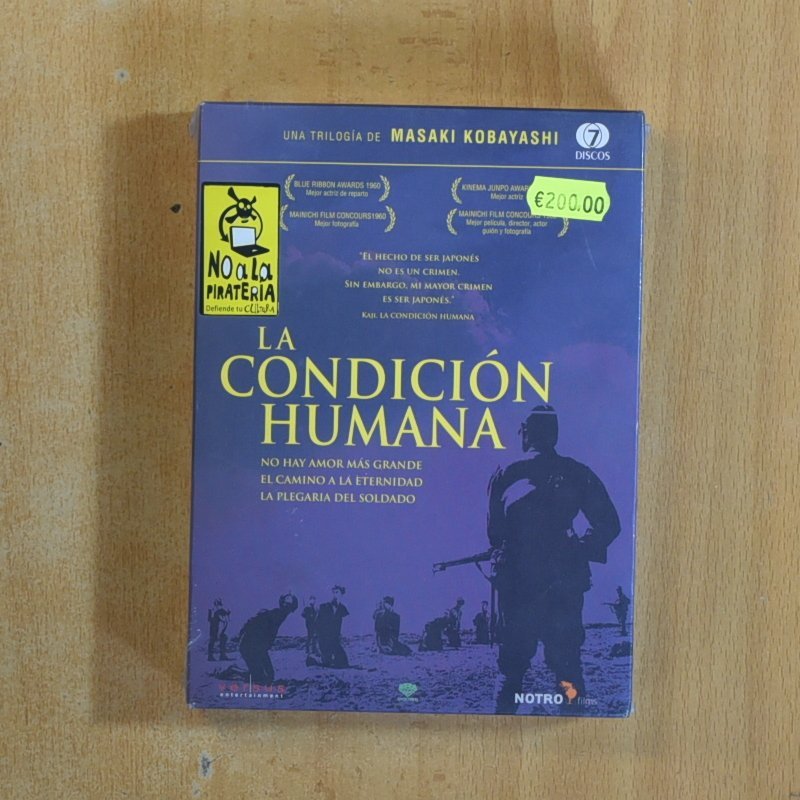 UNA TRILOGÍA DE MASAKI KOBAYASHI
7
DISCOS
BLUE RIBBON AWARDS 1960
Mejor actriz de reparto
KINEMA JUNPO AWAR
Mejor actriz
€200.00
MAINICHI FILM CONCOURS1960
Mejor fotografía
MAINICHI FILM CONCOURS
Mejor película, director, actor
guión y fotografía
NO a La
PIRATERÍA
Defiende tu CULTURA
"EL HECHO DE SER JAPONÉS
NO ES UN CRIMEN.
SIN EMBARGO, MI MAYOR CRIMEN
ES SER JAPONÉS."
KAJI. LA CONDICIÓN HUMANA
LA
CONDICIÓN
HUMANA
NO HAY AMOR MÁS GRANDE
EL CAMINO A LA ETERNIDAD
LA PLEGARIA DEL SOLDADO
versus
entertainment
NOTRO films